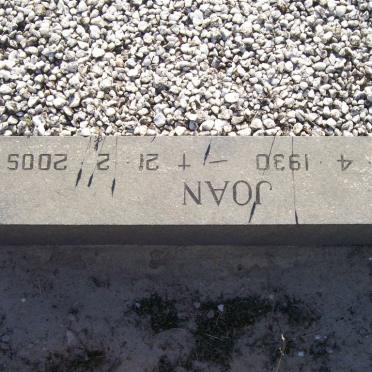 JOAN
· 4 · 1930 — † 21 · 2 · 2005